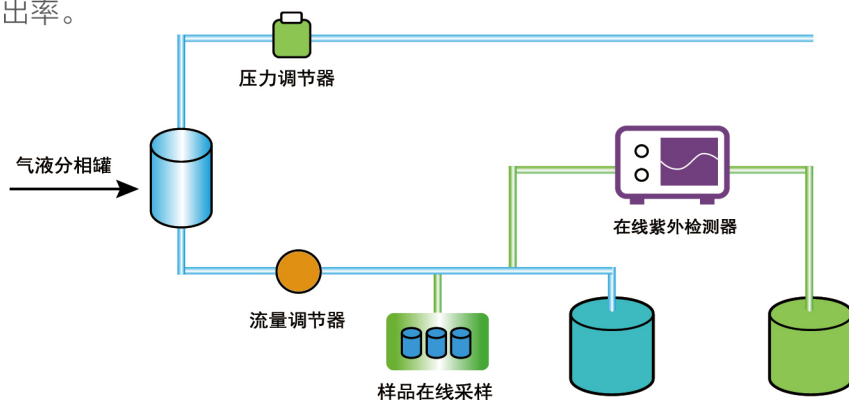 出率。
压力调节器
气液分相罐
在线紫外检测器
流量调节器
样品在线采样